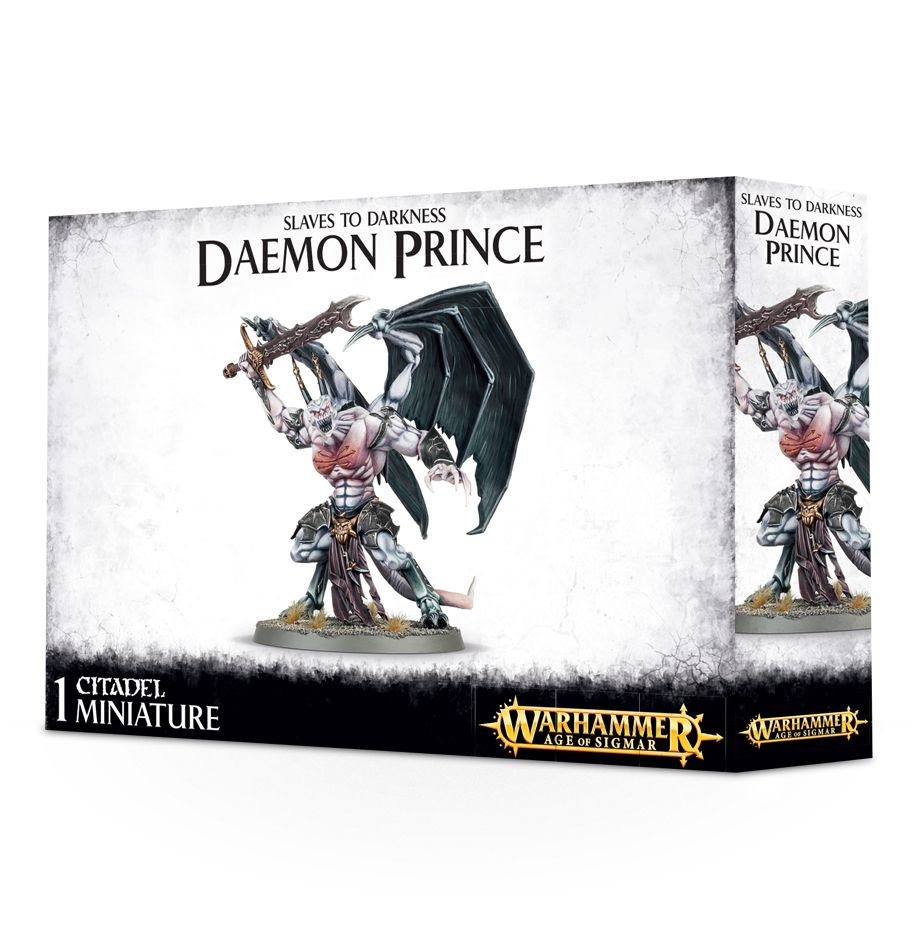 SLAVES TO DARKNESS
DAEMON PRINCE
1 CITADEL
MINIATURE
WARHAMMER
AGE OF SIGMAR
SLAVES TO DARKNESS
DAEMON
PRINCE
WARHAMMER
AGE OF SIGMAR